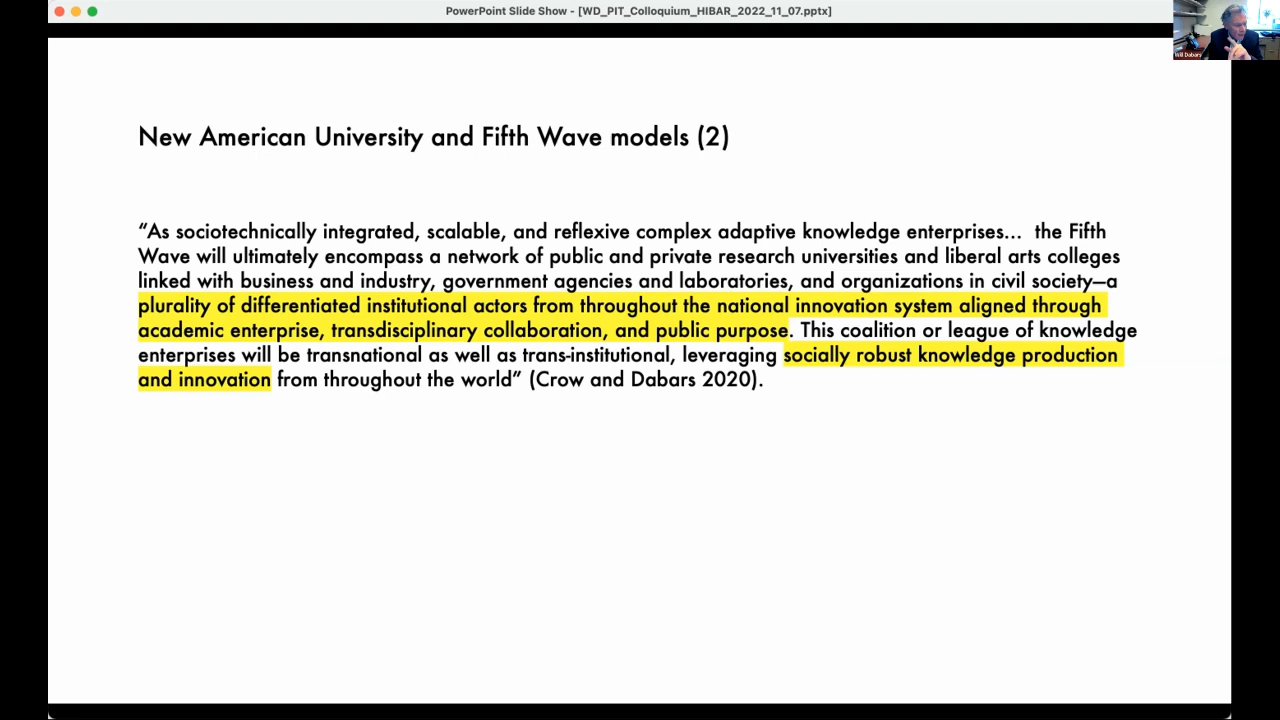 PowerPoint Slide Show - [WD_PIT_Colloquium_HIBAR_2022_11_07.pptx]
Will Dabars
New American University and Fifth Wave models (2)
“As sociotechnically integrated, scalable, and reflexive complex adaptive knowledge enterprises... the Fifth
Wave will ultimately encompass a network of public and private research universities and liberal arts colleges
linked with business and industry, government agencies and laboratories, and organizations in civil society—a
plurality of differentiated institutional actors from throughout the national innovation system aligned through
academic enterprise, transdisciplinary collaboration, and public purpose. This coalition or league of knowledge
enterprises will be transnational as well as trans-institutional, leveraging socially robust knowledge production
and innovation from throughout the world” (Crow and Dabars 2020).